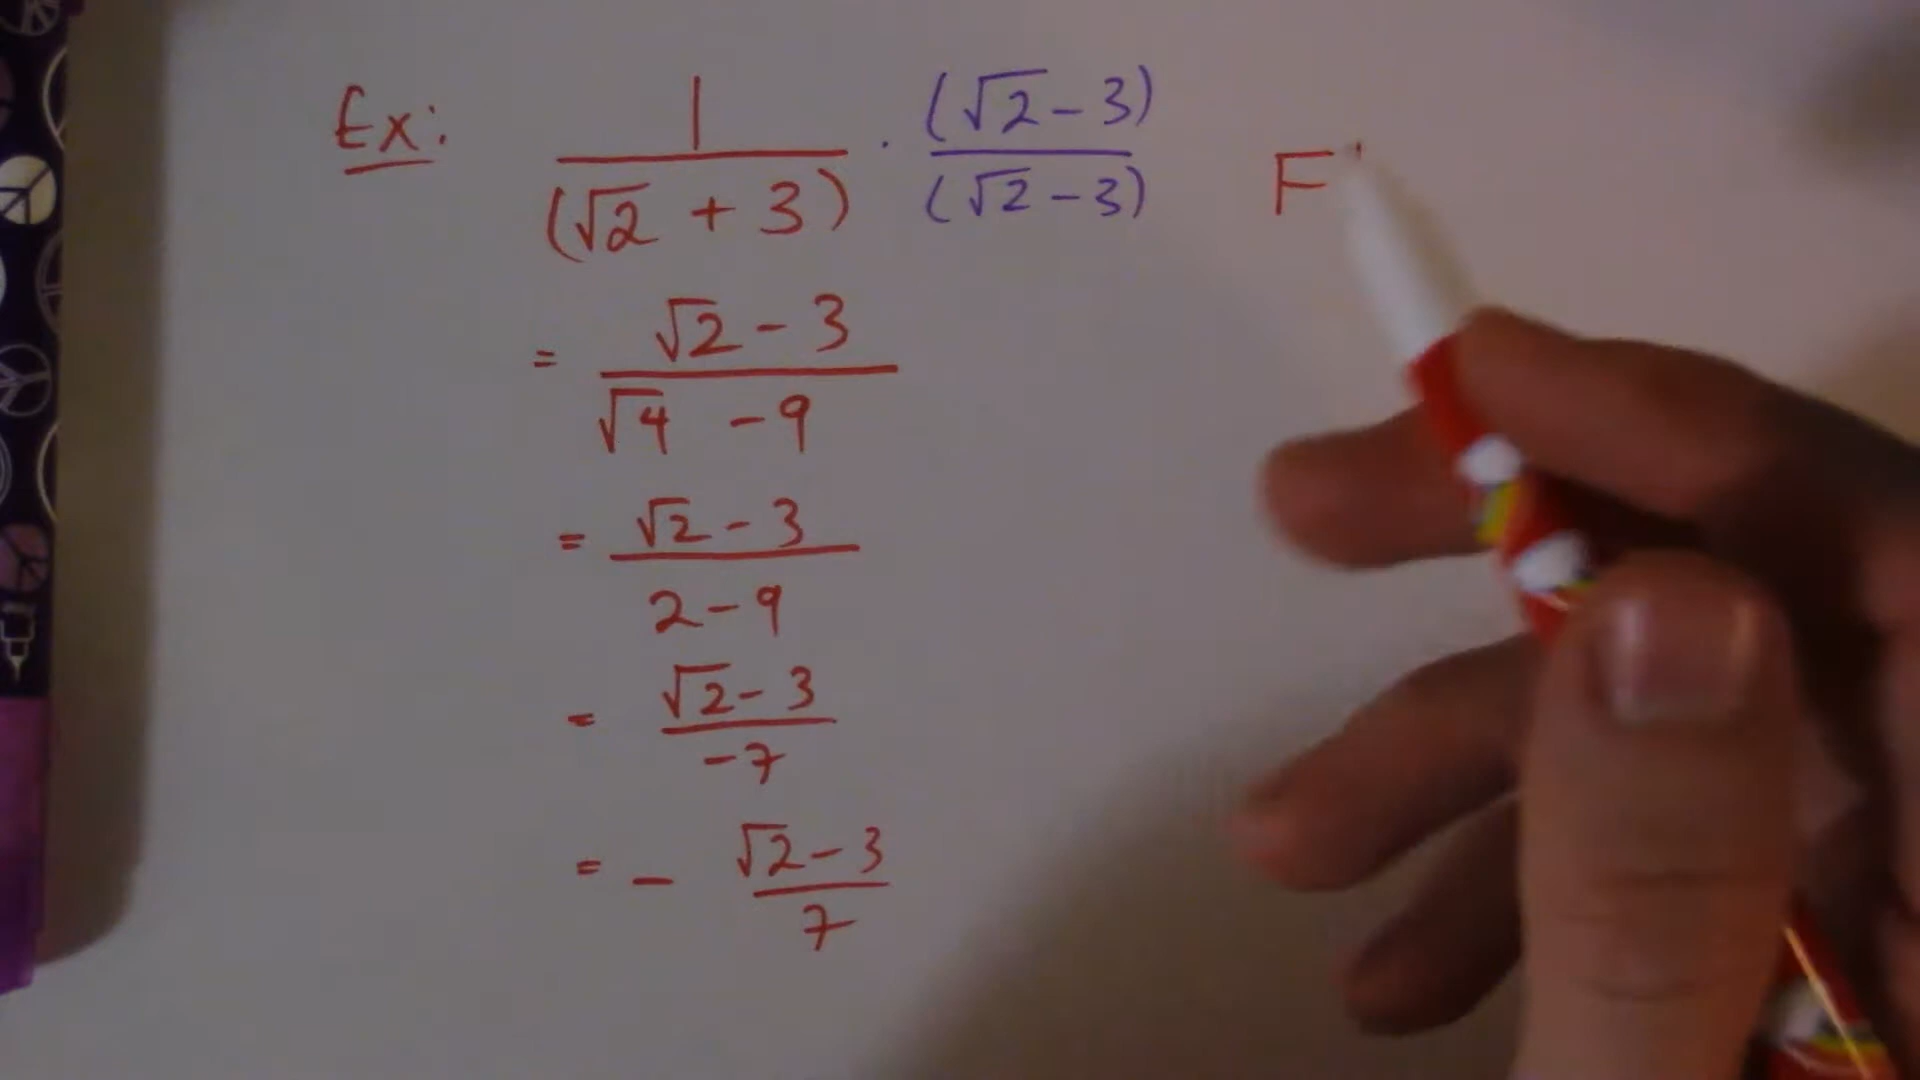 Ex: 1/(√2 + 3) · (√2 - 3)/(√2 - 3) F
= √2 - 3/√4 - 9
= √2 - 3/2 - 9
= √2 - 3/-7
= - √2 - 3/7